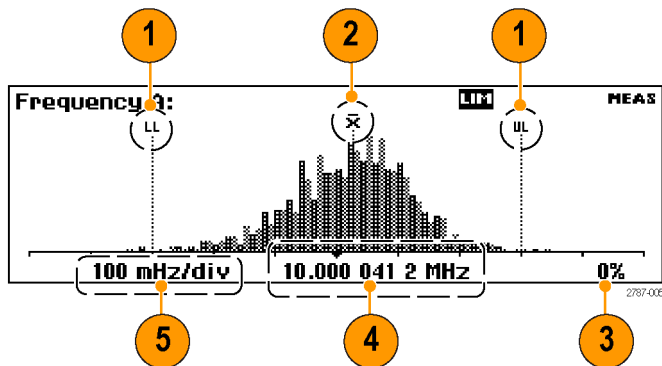 1 2 1
Frequency A: LIM MEAS
LL x̄ UL
100 mHz/div 10.000 041 2 MHz 0%
2787-005
5 4 3